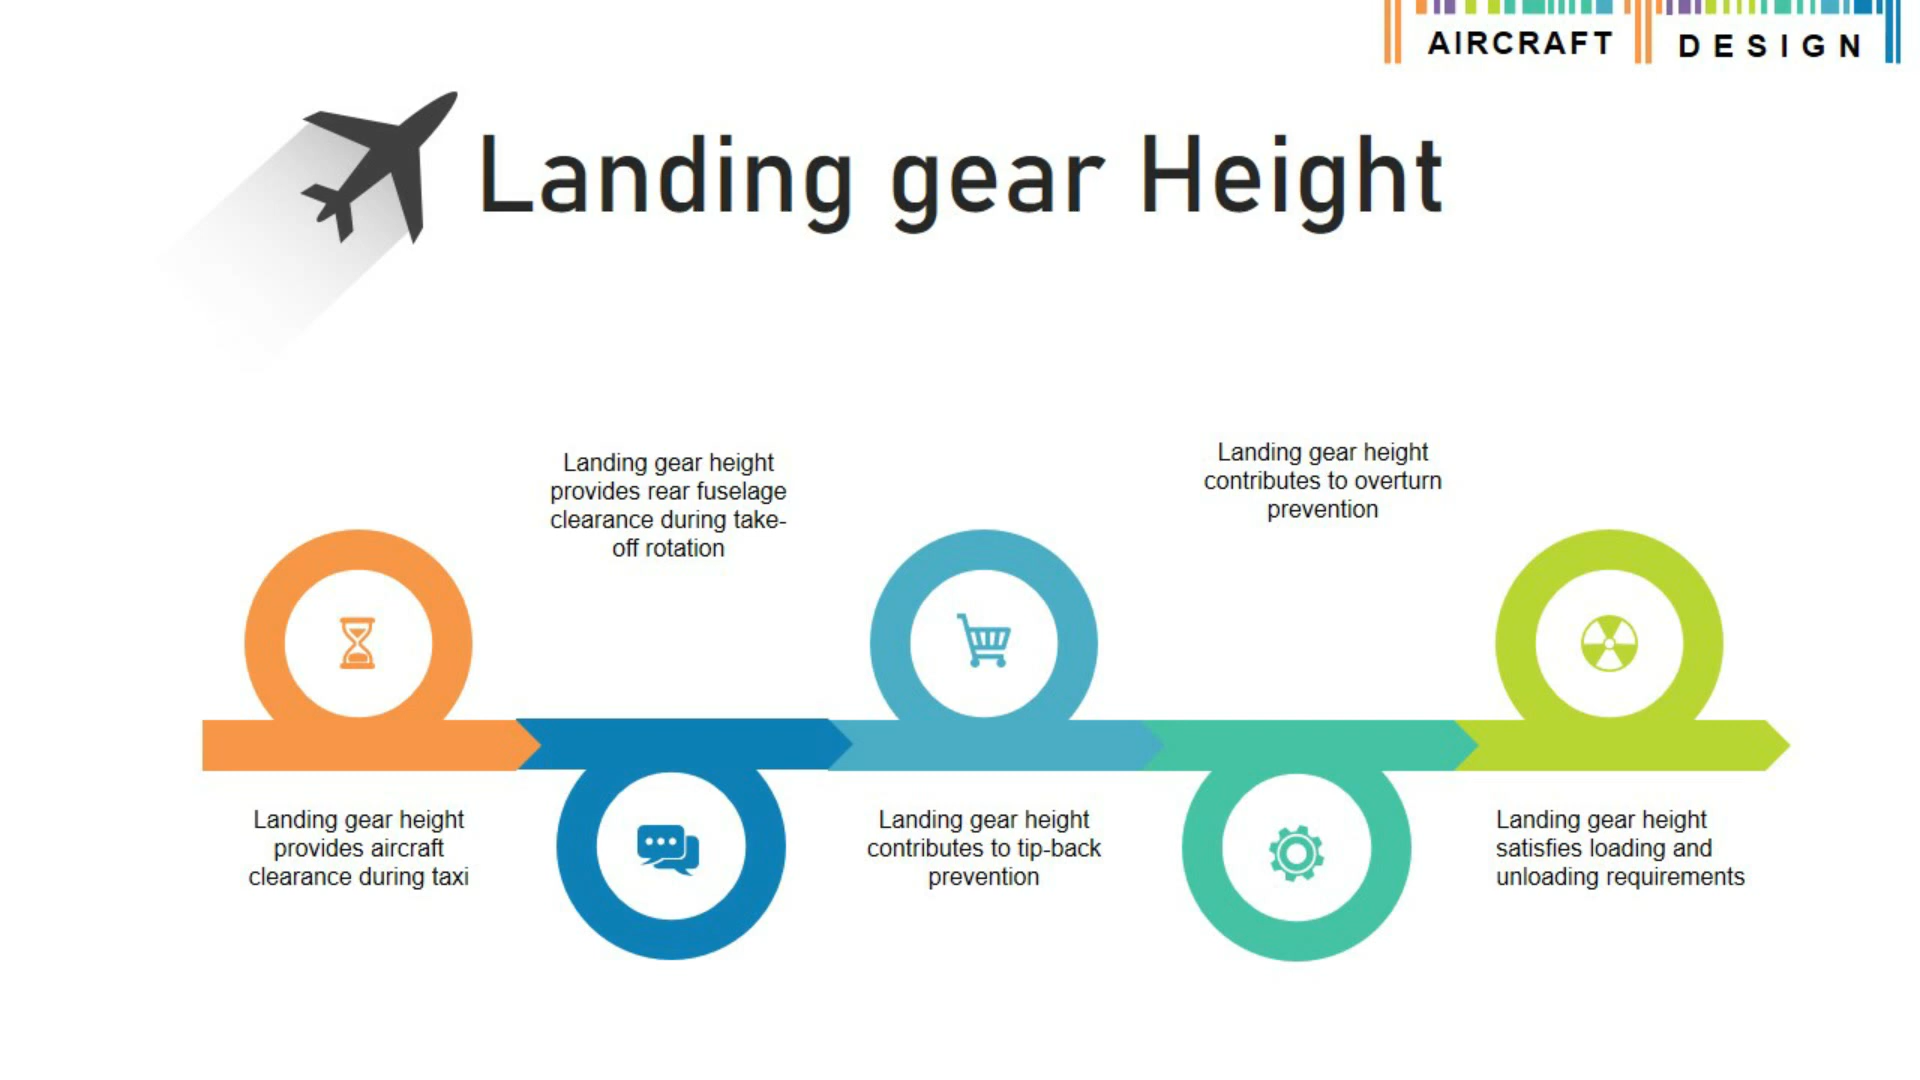 AIRCRAFT DESIGN
Landing gear Height
Landing gear height
provides aircraft
clearance during taxi
Landing gear height
provides rear fuselage
clearance during take-
off rotation
Landing gear height
contributes to tip-back
prevention
Landing gear height
contributes to overturn
prevention
Landing gear height
satisfies loading and
unloading requirements